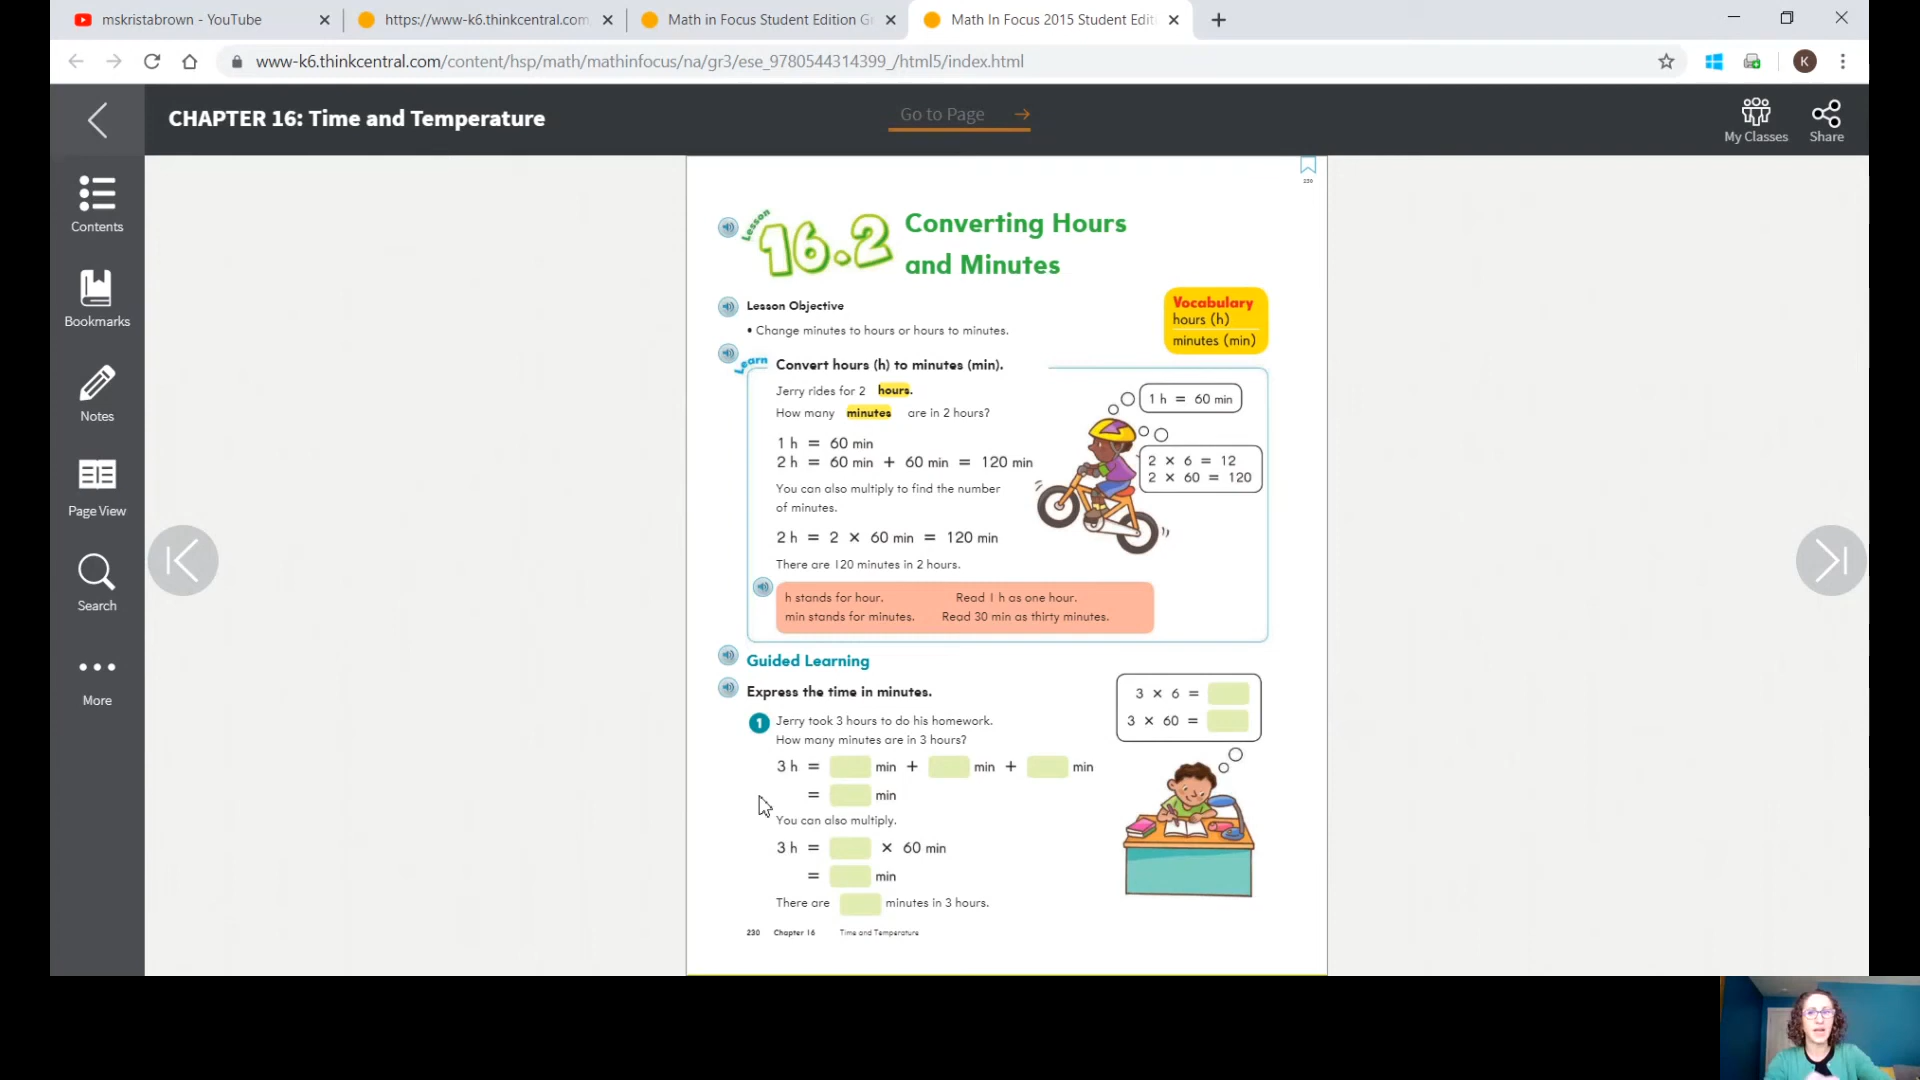 mskristabrown - YouTube
https://www-k6.thinkcentral.com
Math in Focus Student Edition G
Math In Focus 2015 Student Edit
www-k6.thinkcentral.com/content/hsp/math/mathinfocus/na/gr3/ese_9780544314399_/html5/index.html
K
CHAPTER 16: Time and Temperature
Go to Page
My Classes
Share
Contents
Bookmarks
Notes
Page View
Search
More
230
Lesson 16.2 Converting Hours
and Minutes
Lesson Objective
• Change minutes to hours or hours to minutes.
Vocabulary
hours (h)
minutes (min)
Learn Convert hours (h) to minutes (min).
Jerry rides for 2 hours.
How many minutes are in 2 hours?
1 h = 60 min
2 h = 60 min + 60 min = 120 min
You can also multiply to find the number
of minutes.
2 h = 2 × 60 min = 120 min
There are 120 minutes in 2 hours.
1 h = 60 min
2 × 6 = 12
2 × 60 = 120
h stands for hour. Read 1 h as one hour.
min stands for minutes. Read 30 min as thirty minutes.
Guided Learning
Express the time in minutes.
1 Jerry took 3 hours to do his homework.
How many minutes are in 3 hours?
3 h = min + min + min
= min
You can also multiply.
3 h = × 60 min
= min
There are minutes in 3 hours.
3 × 6 =
3 × 60 =
230 Chapter 16 Time and Temperature